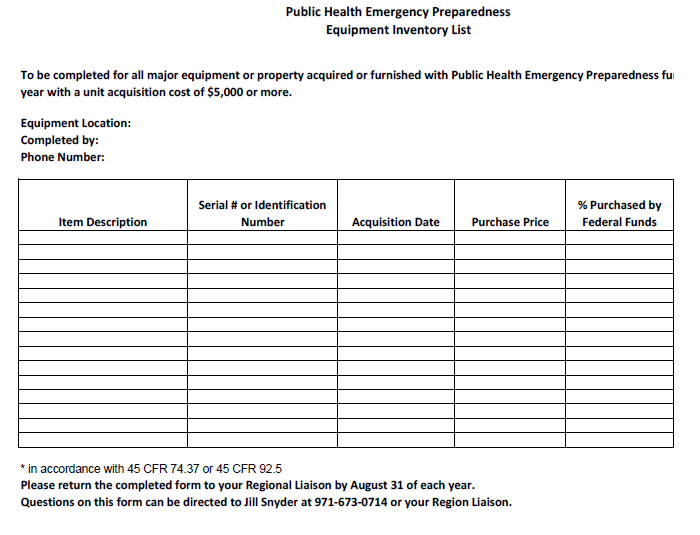 Public Health Emergency Preparedness
Equipment Inventory List
To be completed for all major equipment or property acquired or furnished with Public Health Emergency Preparedness
year with a unit acquisition cost of $5,000 or more.
Equipment Location:
Completed by:
Phone Number:
Item Description Serial # or Identification Number Acquisition Date Purchase Price % Purchased by Federal Funds
* in accordance with 45 CFR 74.37 or 45 CFR 92.5
Please return the completed form to your Regional Liaison by August 31 of each year.
Questions on this form can be directed to Jill Snyder at 971-673-0714 or your Region Liaison.